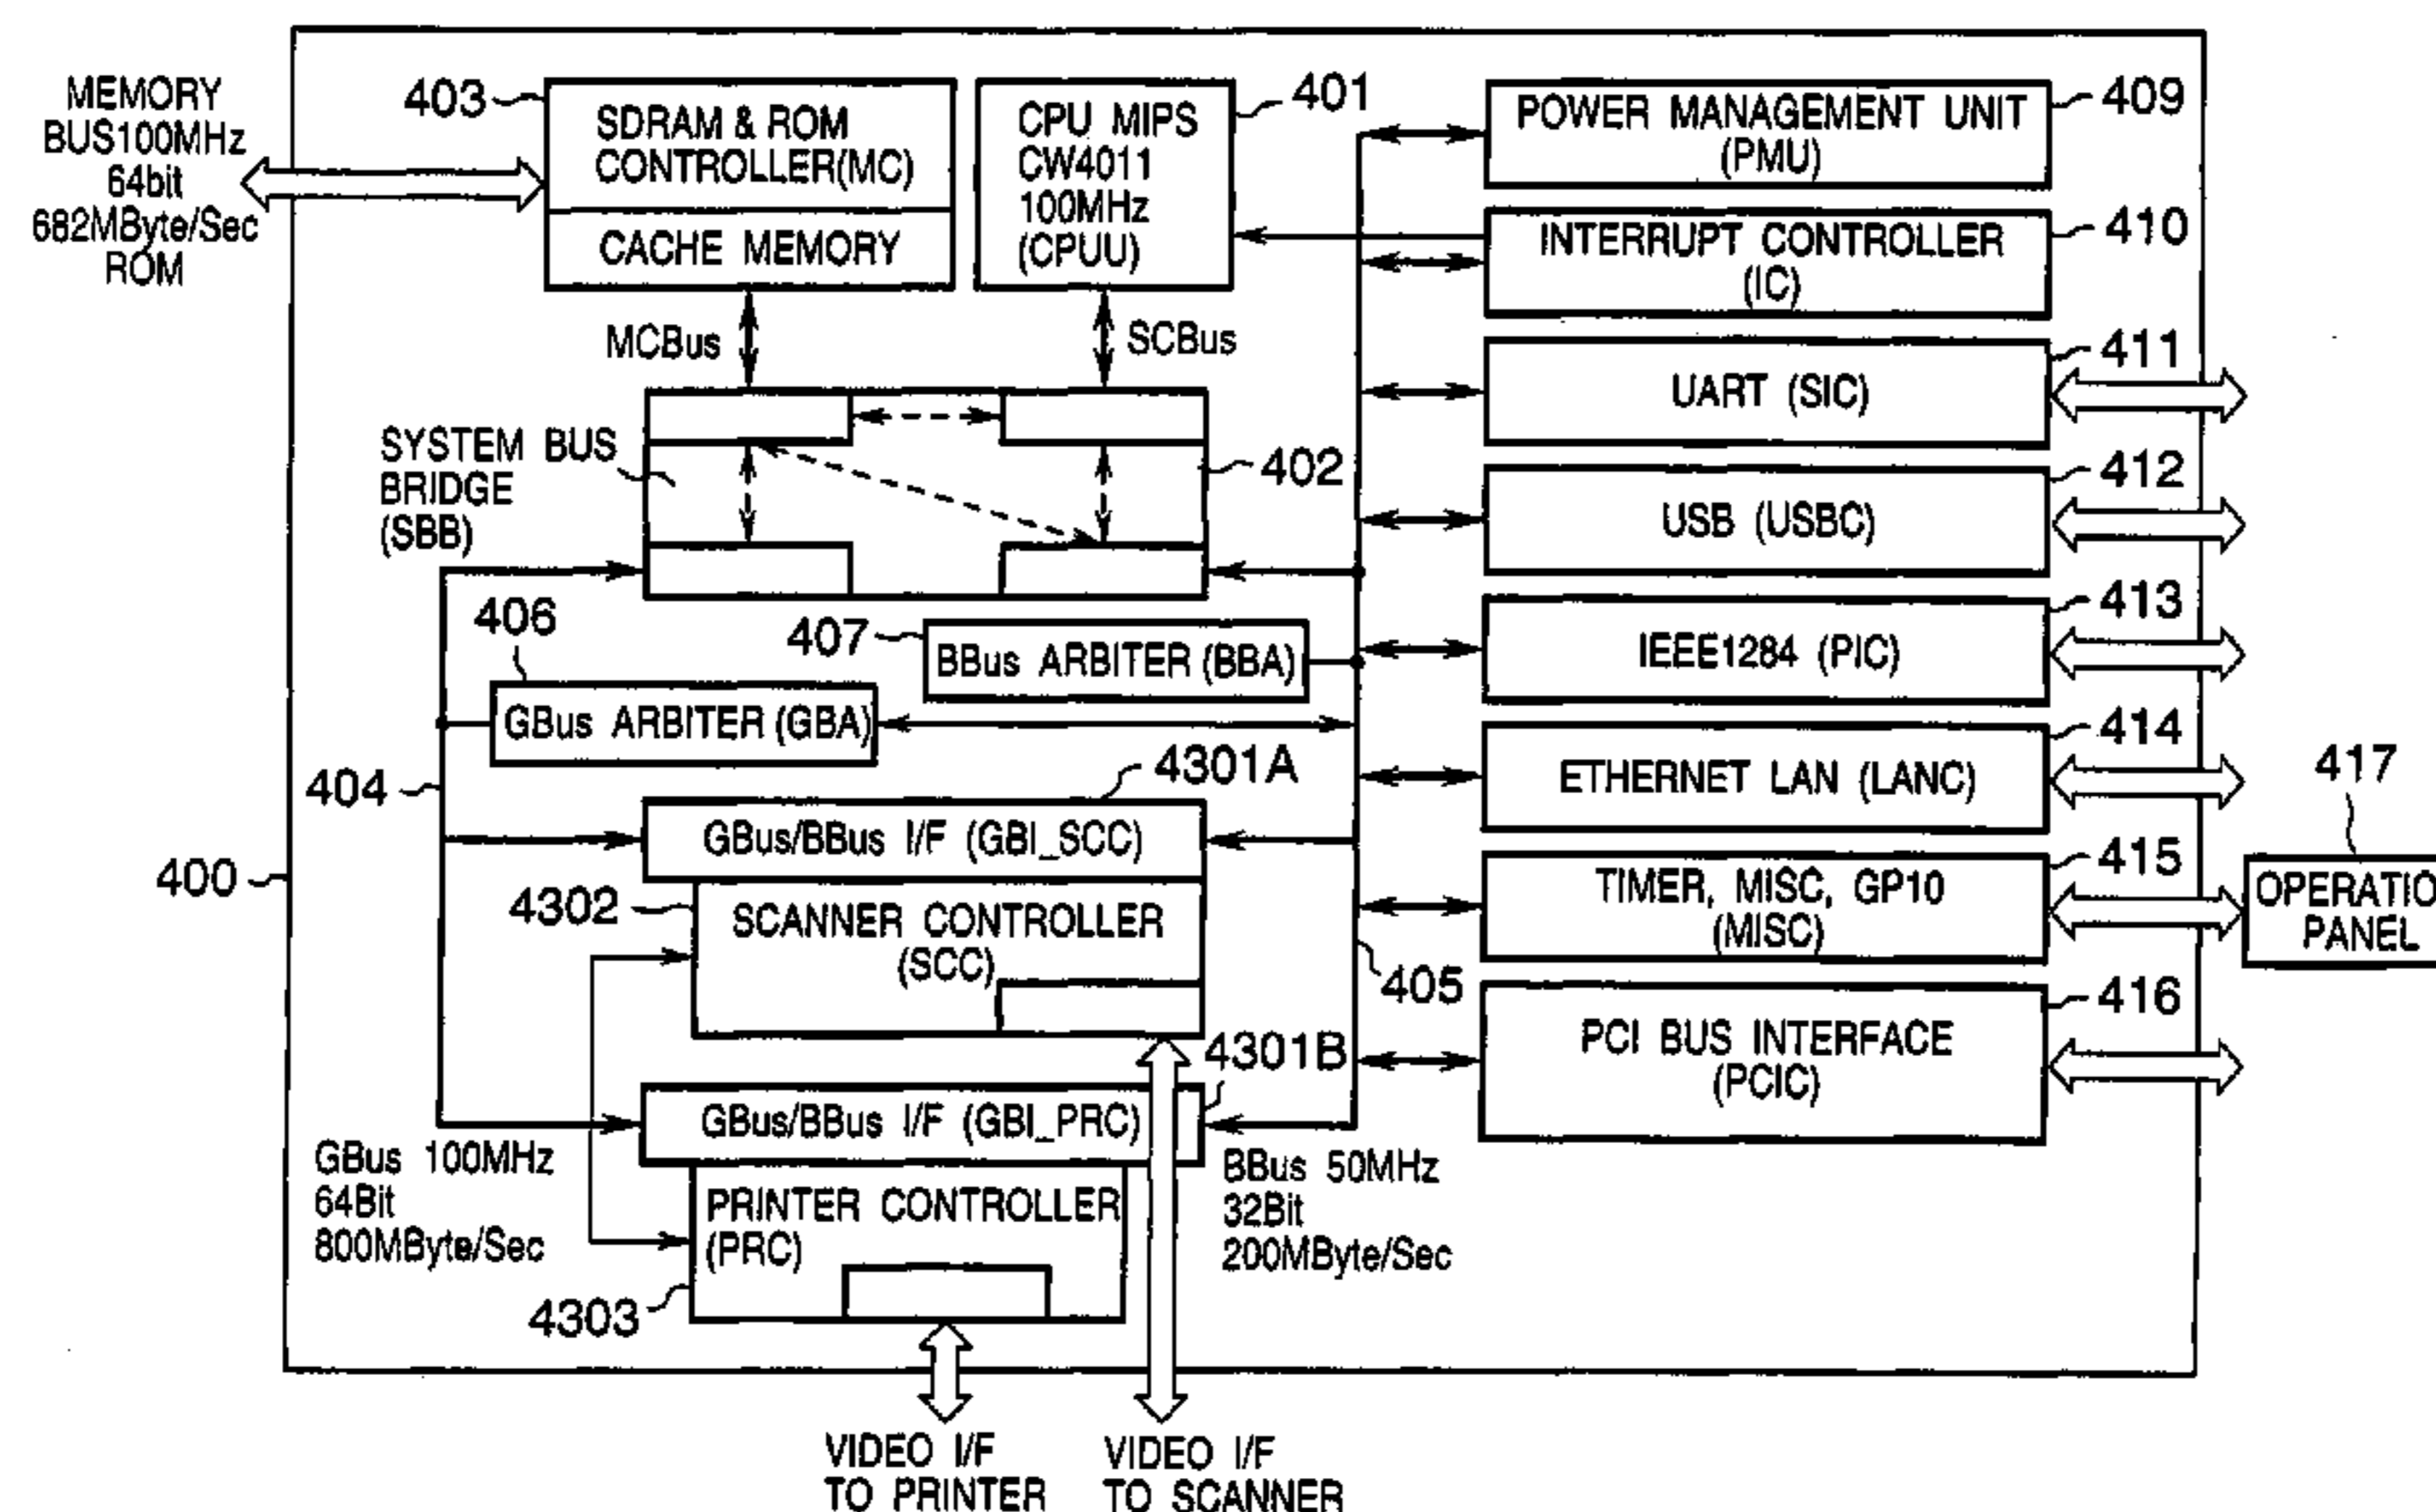 MEMORY
BUS100MHz
64bit
682MByte/Sec
ROM
403
SDRAM & ROM
CONTROLLER(MC)
CACHE MEMORY
401
CPU MIPS
CW4011
100MHz
(CPUU)
MCBus
SCBus
SYSTEM BUS
BRIDGE
(SBB)
402
406
407
BBus ARBITER (BBA)
GBus ARBITER (GBA)
404
400
4301A
GBus/BBus I/F (GBI_SCC)
4302
SCANNER CONTROLLER
(SCC)
405
4301B
GBus/BBus I/F (GBI_PRC)
GBus 100MHz
64Bit
800MByte/Sec
PRINTER CONTROLLER
(PRC)
4303
BBus 50MHz
32Bit
200MByte/Sec
VIDEO I/F
TO PRINTER
VIDEO I/F
TO SCANNER
POWER MANAGEMENT UNIT
(PMU)
409
INTERRUPT CONTROLLER
(IC)
410
UART (SIC)
411
USB (USBC)
412
IEEE1284 (PIC)
413
ETHERNET LAN (LANC)
414
TIMER, MISC, GP10
(MISC)
415
PCI BUS INTERFACE
(PCIC)
416
417
OPERATIO
PANEL